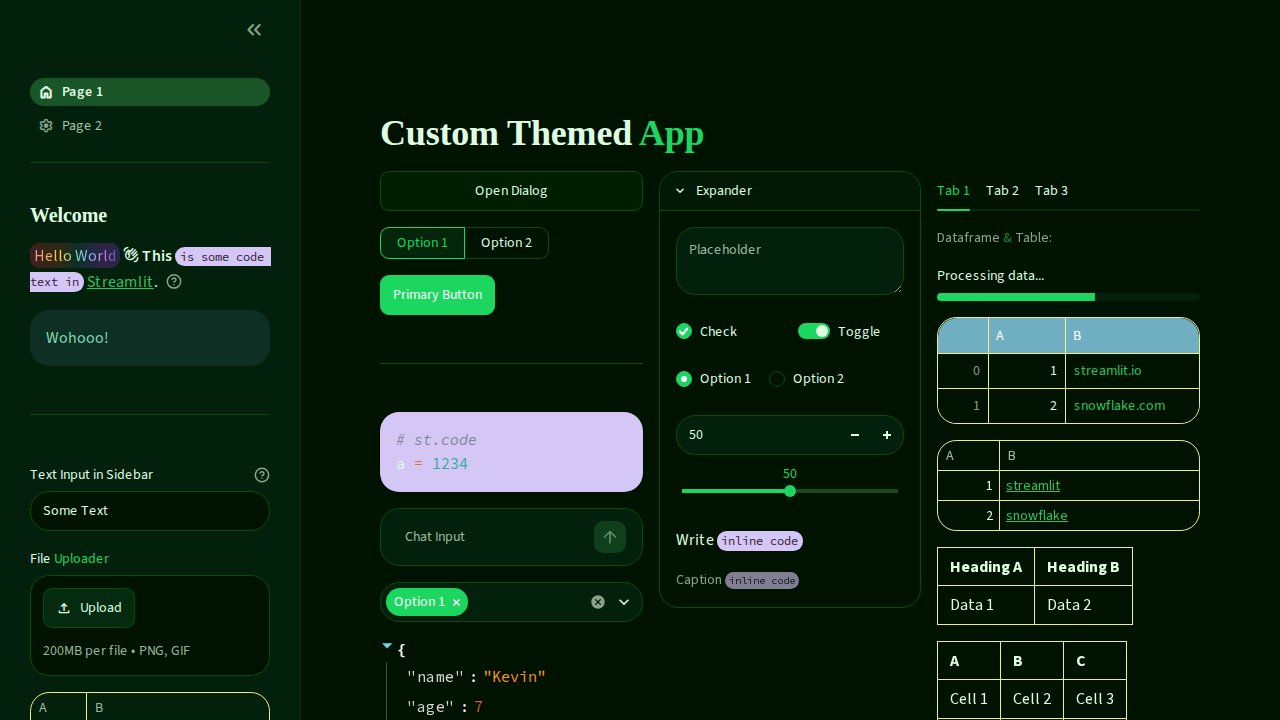 Page 1
Page 2
Welcome
Hello World 👋 This is some code
text in Streamlit.
Wohooo!
Text Input in Sidebar
Some Text
File Uploader
Upload
200MB per file • PNG, GIF
A B
Custom Themed App
Open Dialog
Option 1 Option 2
Primary Button
# st.code
a = 1234
Chat Input
Option 1
{
"name" : "Kevin"
"age" : 7
Expander
Placeholder
Check Toggle
Option 1 Option 2
50
50
Write inline code
Caption inline code
Tab 1 Tab 2 Tab 3
Dataframe & Table:
Processing data...
A B
0 1 streamlit.io
1 2 snowflake.com
A B
1 streamlit
2 snowflake
Heading A Heading B
Data 1 Data 2
A B C
Cell 1 Cell 2 Cell 3